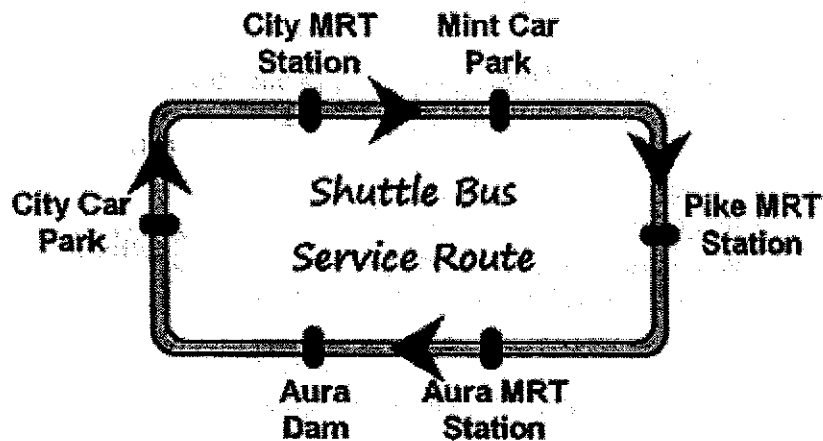 City MRT
Station
Mint Car
Park
City Car
Park
Shuttle Bus
Service Route
Pike MRT
Station
Aura
Dam
Aura MRT
Station